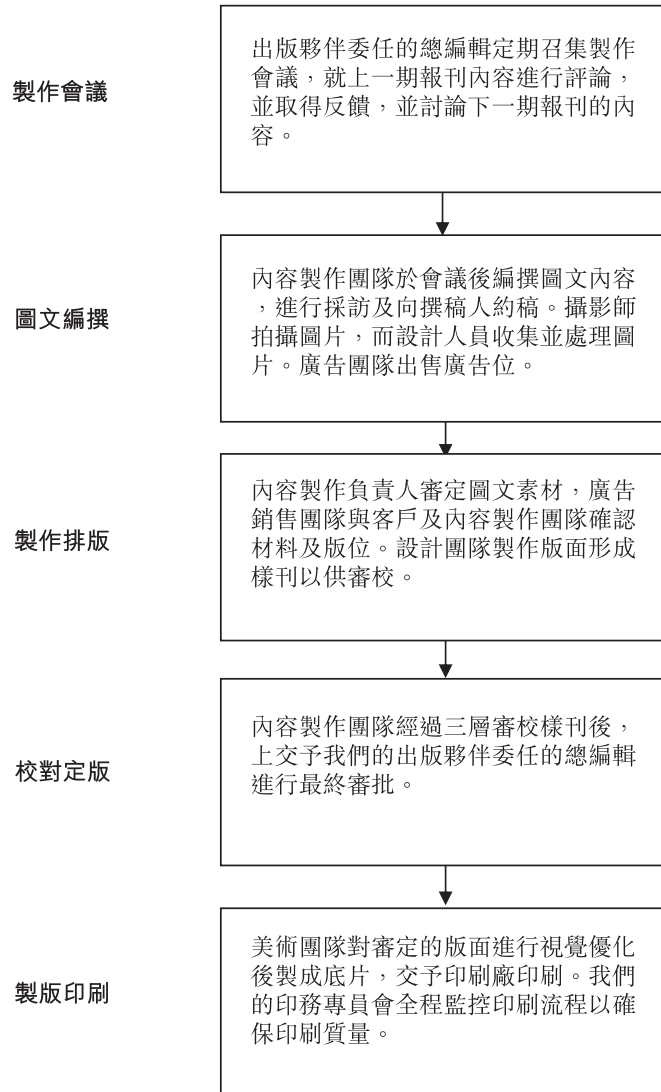 製作會議
出版夥伴委任的總編輯定期召集製作
會議，就上一期報刊內容進行評論，
並取得反饋，並討論下一期報刊的內
容。
圖文編撰
內容製作團隊於會議後編撰圖文內容
，進行採訪及向撰稿人約稿。攝影師
拍攝圖片，而設計人員收集並處理圖
片。廣告團隊出售廣告位。
製作排版
內容製作負責人審定圖文素材，廣告
銷售團隊與客戶及內容製作團隊確認
材料及版位。設計團隊製作版面形成
樣刊以供審校。
校對定版
內容製作團隊經過三層審校樣刊後，
上交予我們的出版夥伴委任的總編輯
進行最終審批。
製版印刷
美術團隊對審定的版面進行視覺優化
後製成底片，交予印刷廠印刷。我們
的印務專員會全程監控印刷流程以確
保印刷質量。